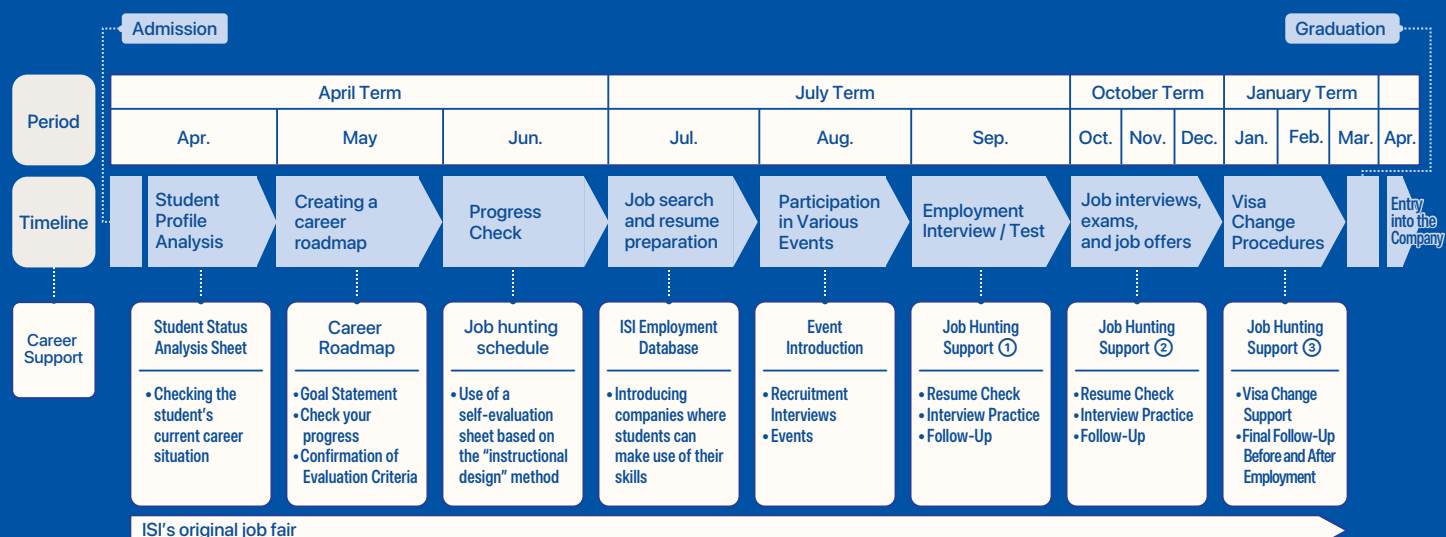 Admission
Graduation
Period
April Term
July Term
October Term
January Term
Apr.
May
Jun.
Jul.
Aug.
Sep.
Oct.
Nov.
Dec.
Jan.
Feb.
Mar.
Apr.
Timeline
Student
Profile
Analysis
Creating a
career
roadmap
Progress
Check
Job search
and resume
preparation
Participation
in Various
Events
Employment
Interview / Test
Job interviews,
exams,
and job offers
Visa
Change
Procedures
Entry
into the
Company
Career
Support
Student Status
Analysis Sheet
• Checking the
student's
current career
situation
Career
Roadmap
• Goal Statement
• Check your
progress
• Confirmation of
Evaluation Criteria
Job hunting
schedule
• Use of a
self-evaluation
sheet based on
the “instructional
design” method
ISI Employment
Database
• Introducing
companies where
students can
make use of their
skills
Event
Introduction
• Recruitment
Interviews
• Events
Job Hunting
Support ①
• Resume Check
• Interview Practice
• Follow-Up
Job Hunting
Support ②
• Resume Check
• Interview Practice
• Follow-Up
Job Hunting
Support ③
• Visa Change
Support
• Final Follow-Up
Before and After
Employment
ISI's original job fair